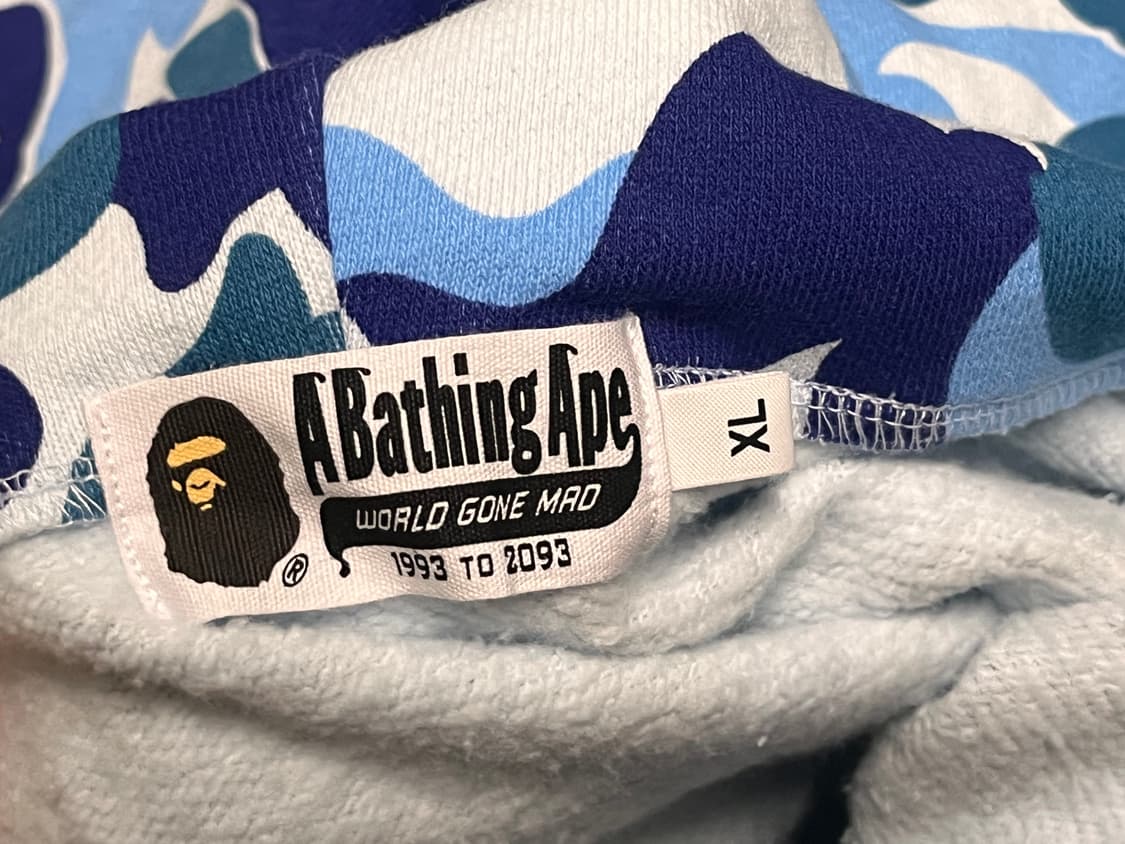 A Bathing Ape
WORLD GONE MAD
1993 TO 2093
®
XL